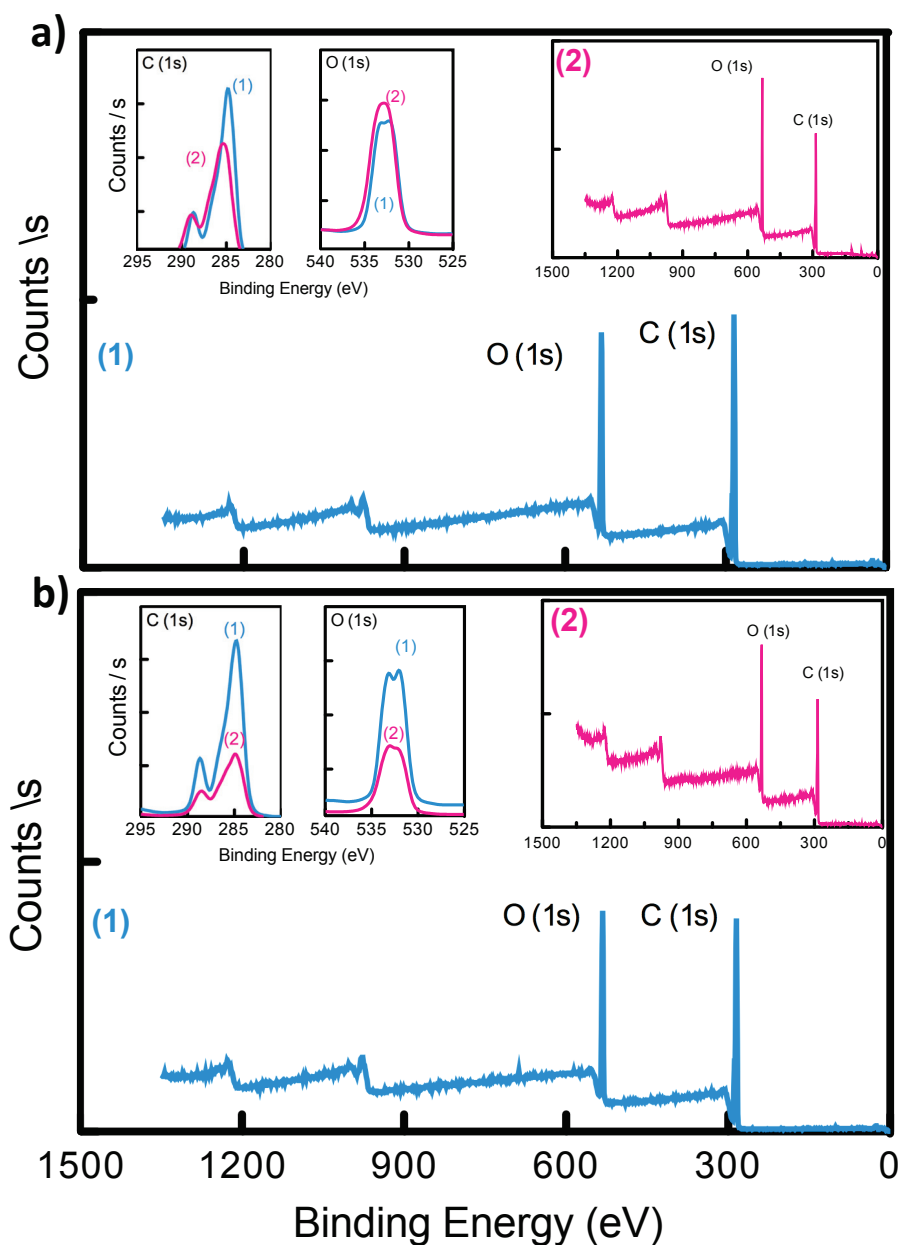 a)
C (1s)
(1)
(2)
Counts / s
295 290 285 280
O (1s)
(2)
(1)
540 535 530 525
Binding Energy (eV)
(2)
O (1s)
C (1s)
1500 1200 900 600 300 0
Counts \s
(1)
O (1s)
C (1s)
b)
C (1s)
(1)
(2)
Counts / s
295 290 285 280
O (1s)
(1)
(2)
540 535 530 525
Binding Energy (eV)
(2)
O (1s)
C (1s)
1500 1200 900 600 300 0
Counts \s
(1)
O (1s)
C (1s)
1500 1200 900 600 300 0
Binding Energy (eV)